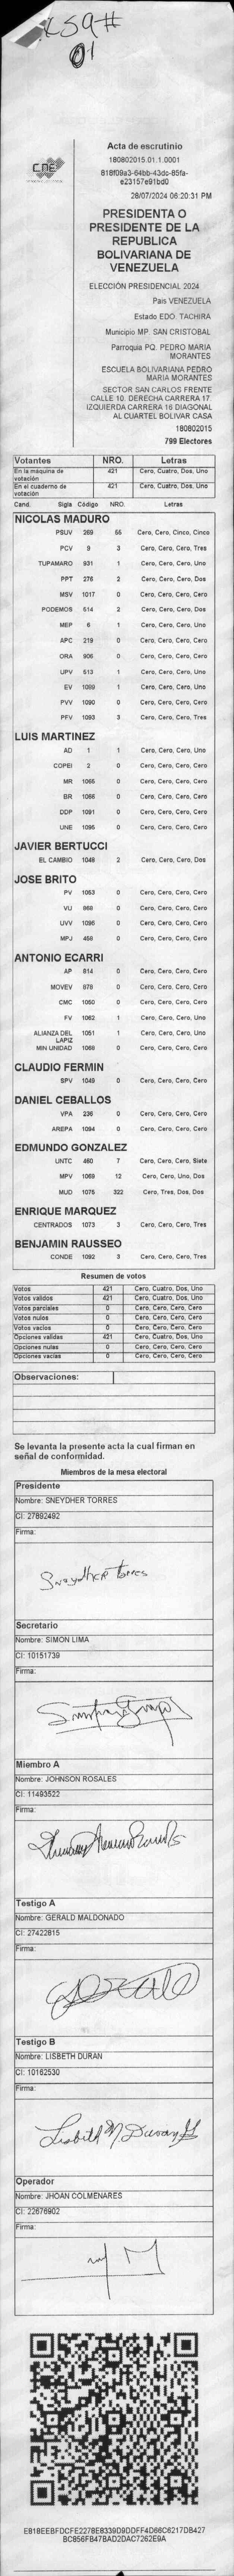 01
CNE
Acta de escrutinio
180802015.01.1.0001
818f09a3-64bb-43dc-85fa-
e23157e91bd0
28/07/2024 06:20:31 PM
PRESIDENTA O
PRESIDENTE DE LA
REPUBLICA
BOLIVARIANA DE
VENEZUELA
ELECCIÓN PRESIDENCIAL 2024
País VENEZUELA
Estado EDO. TACHIRA
Municipio MP. SAN CRISTOBAL
Parroquia PQ. PEDRO MARIA
MORANTES
ESCUELA BOLIVARIANA PEDRO
MARIA MORANTES
SECTOR SAN CARLOS FRENTE
CALLE 10. DERECHA CARRERA 17.
IZQUIERDA CARRERA 16 DIAGONAL
AL CUARTEL BOLIVAR CASA
180802015
799 Electores
Votantes NRO. Letras
En la máquina de votación 421 Cero, Cuatro, Dos, Uno
En el cuaderno de votación 421 Cero, Cuatro, Dos, Uno
Cand. Sigla Código NRO. Letras
NICOLAS MADURO
PSUV 269 55 Cero, Cero, Cinco, Cinco
PCV 9 3 Cero, Cero, Cero, Tres
TUPAMARO 931 1 Cero, Cero, Cero, Uno
PPT 276 2 Cero, Cero, Cero, Dos
MSV 1017 0 Cero, Cero, Cero, Cero
PODEMOS 514 2 Cero, Cero, Cero, Dos
MEP 6 1 Cero, Cero, Cero, Uno
APC 219 0 Cero, Cero, Cero, Cero
ORA 906 0 Cero, Cero, Cero, Cero
UPV 513 1 Cero, Cero, Cero, Uno
EV 1089 1 Cero, Cero, Cero, Uno
PVV 1090 0 Cero, Cero, Cero, Cero
PFV 1093 3 Cero, Cero, Cero, Tres
LUIS MARTINEZ
AD 1 1 Cero, Cero, Cero, Uno
COPEI 2 0 Cero, Cero, Cero, Cero
MR 1065 0 Cero, Cero, Cero, Cero
BR 1066 0 Cero, Cero, Cero, Cero
DDP 1091 0 Cero, Cero, Cero, Cero
UNE 1095 0 Cero, Cero, Cero, Cero
JAVIER BERTUCCI
EL CAMBIO 1048 2 Cero, Cero, Cero, Dos
JOSE BRITO
PV 1053 0 Cero, Cero, Cero, Cero
VU 868 0 Cero, Cero, Cero, Cero
UVV 1096 0 Cero, Cero, Cero, Cero
MPJ 458 0 Cero, Cero, Cero, Cero
ANTONIO ECARRI
AP 814 0 Cero, Cero, Cero, Cero
MOVEV 878 0 Cero, Cero, Cero, Cero
CMC 1050 0 Cero, Cero, Cero, Cero
FV 1062 1 Cero, Cero, Cero, Uno
ALIANZA DEL LAPIZ 1051 1 Cero, Cero, Cero, Uno
MIN UNIDAD 1068 0 Cero, Cero, Cero, Cero
CLAUDIO FERMIN
SPV 1049 0 Cero, Cero, Cero, Cero
DANIEL CEBALLOS
VPA 236 0 Cero, Cero, Cero, Cero
AREPA 1094 0 Cero, Cero, Cero, Cero
EDMUNDO GONZALEZ
UNTC 460 7 Cero, Cero, Cero, Siete
MPV 1069 12 Cero, Cero, Uno, Dos
MUD 1075 322 Cero, Tres, Dos, Dos
ENRIQUE MARQUEZ
CENTRADOS 1073 3 Cero, Cero, Cero, Tres
BENJAMIN RAUSSEO
CONDE 1092 3 Cero, Cero, Cero, Tres
Resumen de votos
Votos 421 Cero, Cuatro, Dos, Uno
Votos validos 421 Cero, Cuatro, Dos, Uno
Votos parciales 0 Cero, Cero, Cero, Cero
Votos nulos 0 Cero, Cero, Cero, Cero
Votos vacios 0 Cero, Cero, Cero, Cero
Opciones validas 421 Cero, Cuatro, Dos, Uno
Opciones nulas 0 Cero, Cero, Cero, Cero
Opciones vacias 0 Cero, Cero, Cero, Cero
Observaciones:
Se levanta la presente acta la cual firman en
señal de conformidad.
Miembros de la mesa electoral
Presidente
Nombre: SNEYDHER TORRES
CI: 27892492
Firma:
Sneydher Torres
Secretario
Nombre: SIMON LIMA
CI: 10151739
Firma:
Miembro A
Nombre: JOHNSON ROSALES
CI: 11493522
Firma:
Testigo A
Nombre: GERALD MALDONADO
CI: 27422815
Firma:
Testigo B
Nombre: LISBETH DURAN
CI: 10162530
Firma:
Lisbeth M Duran
Operador
Nombre: JHOAN COLMENARES
CI: 22676902
Firma:
E818EEBFDCFE2278E8339D9DDFF4D66C6217DB427
BC856FB47BAD2DAC7262E9A